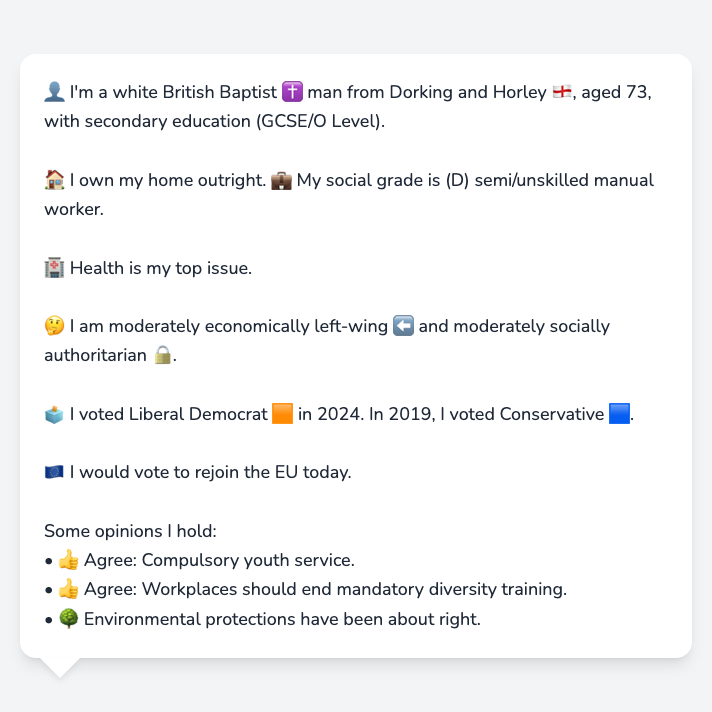 👤 I'm a white British Baptist ✝️ man from Dorking and Horley 🏴󠁧󠁢󠁥󠁮󠁧󠁿, aged 73,
with secondary education (GCSE/O Level).
🏠 I own my home outright. 💼 My social grade is (D) semi/unskilled manual
worker.
🏥 Health is my top issue.
🤔 I am moderately economically left-wing ⬅️ and moderately socially
authoritarian 🔒.
🗳️ I voted Liberal Democrat 🟧 in 2024. In 2019, I voted Conservative 🟦.
🇪🇺 I would vote to rejoin the EU today.
Some opinions I hold:
• 👍 Agree: Compulsory youth service.
• 👍 Agree: Workplaces should end mandatory diversity training.
• 🌳 Environmental protections have been about right.